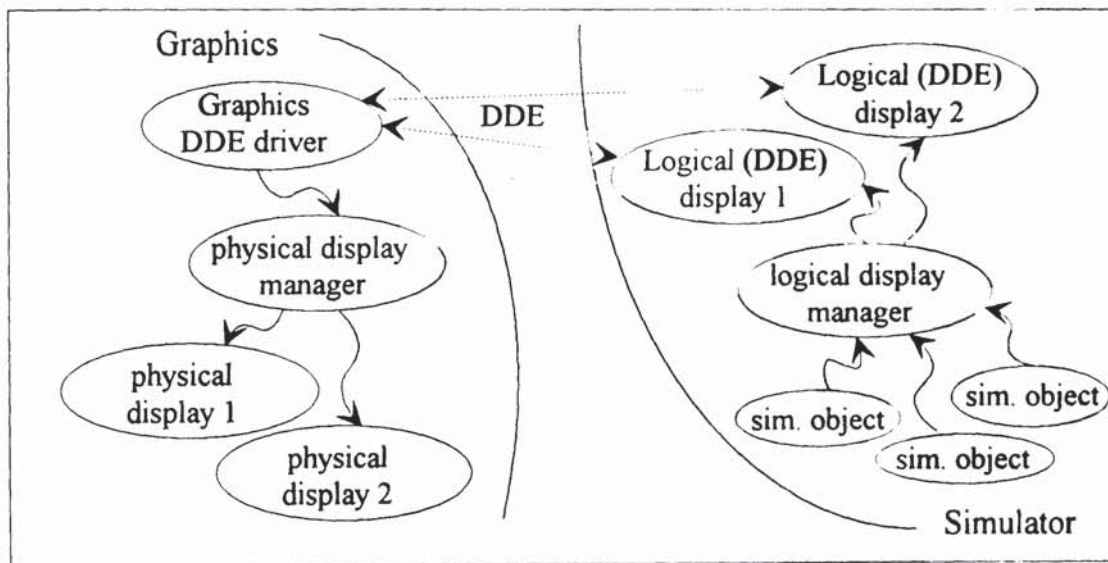 Graphics
Graphics
DDE driver
DDE
Logical (DDE)
display 2
Logical (DDE)
display 1
physical display
manager
logical display
manager
physical
display 1
physical
display 2
sim. object
sim. object
sim. object
Simulator